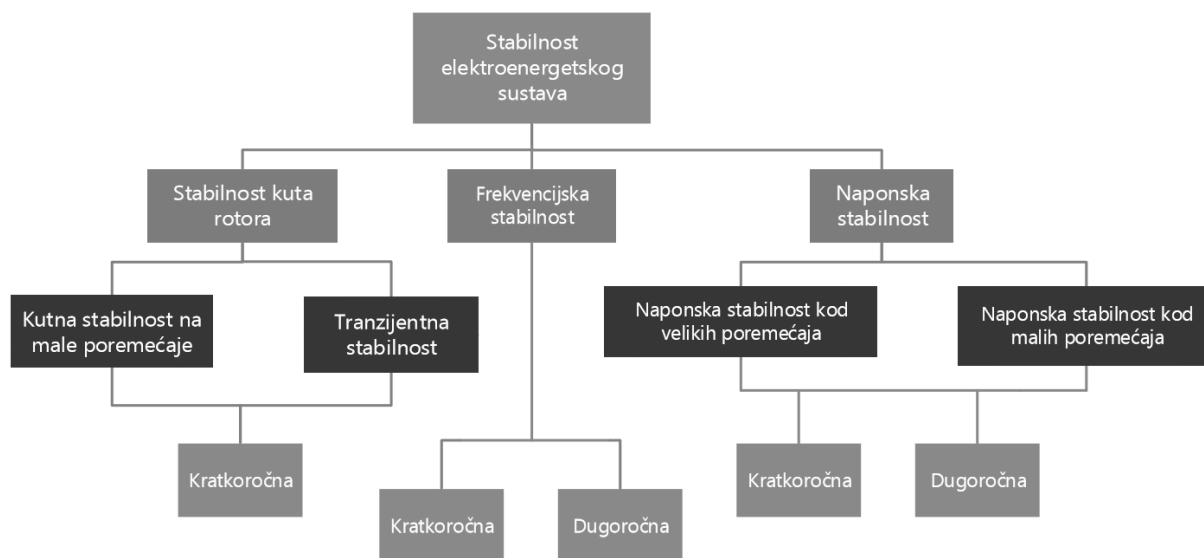 Stabilnost
elektroenergetskog
sustava
Stabilnost kuta
rotora
Frekvencijska
stabilnost
Naponska
stabilnost
Kutna stabilnost na
male poremećaje
Tranzijentna
stabilnost
Naponska stabilnost kod
velikih poremećaja
Naponska stabilnost kod
malih poremećaja
Kratkoročna
Kratkoročna
Dugoročna
Kratkoročna
Dugoročna